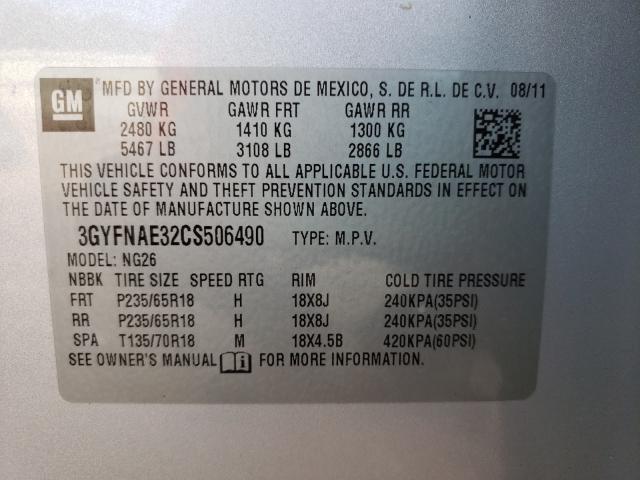 GM
MFD BY GENERAL MOTORS DE MEXICO, S. DE R.L. DE C.V. 08/11
GVWR GAWR FRT GAWR RR
2480 KG 1410 KG 1300 KG
5467 LB 3108 LB 2866 LB
THIS VEHICLE CONFORMS TO ALL APPLICABLE U.S. FEDERAL MOTOR
VEHICLE SAFETY AND THEFT PREVENTION STANDARDS IN EFFECT ON
THE DATE OF MANUFACTURE SHOWN ABOVE.
3GYFNAE32CS506490 TYPE: M.P.V.
MODEL: NG26
NBBK TIRE SIZE SPEED RTG RIM COLD TIRE PRESSURE
FRT P235/65R18 H 18X8J 240KPA(35PSI)
RR P235/65R18 H 18X8J 240KPA(35PSI)
SPA T135/70R18 M 18X4.5B 420KPA(60PSI)
SEE OWNER'S MANUAL i FOR MORE INFORMATION.